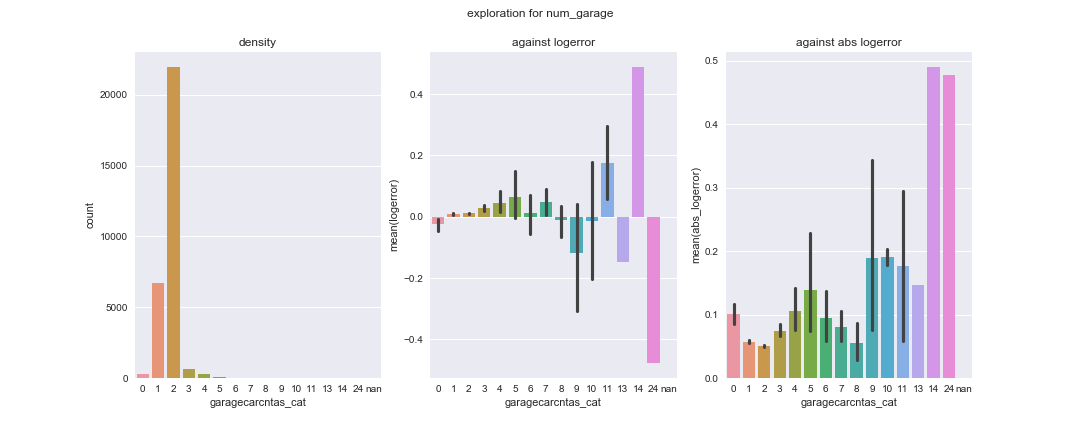 exploration for num_garage
density
against logerror
against abs logerror
20000
15000
10000
5000
0
count
0 1 2 3 4 5 6 7 8 9 10 11 13 14 24 nan
garagecarcntas_cat
0.4
0.2
0.0
−0.2
−0.4
mean(logerror)
0 1 2 3 4 5 6 7 8 9 10 11 13 14 24 nan
garagecarcntas_cat
0.5
0.4
0.3
0.2
0.1
0.0
mean(abs_logerror)
0 1 2 3 4 5 6 7 8 9 10 11 13 14 24 nan
garagecarcntas_cat